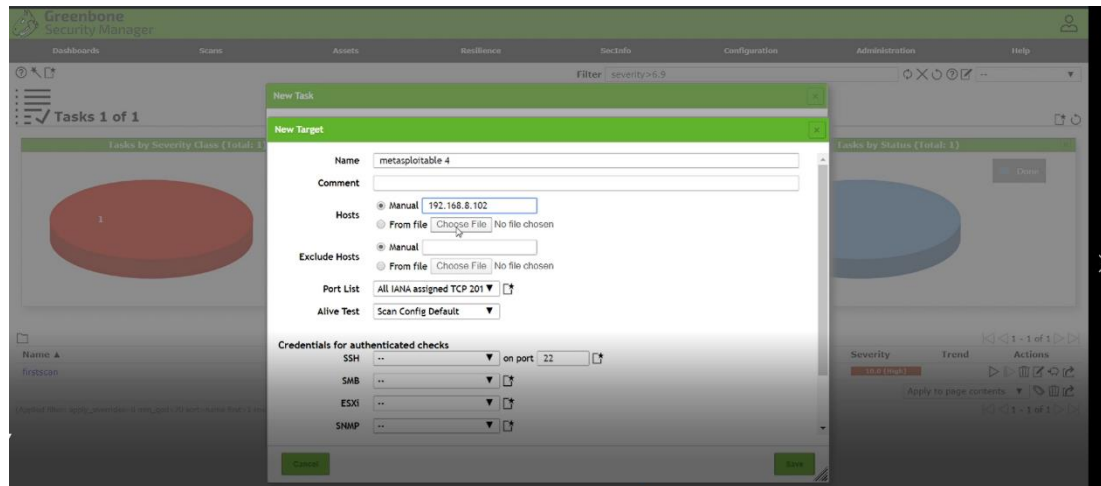 Greenbone
Security Manager
Dashboards Scans Assets Resilience SecInfo Configuration Administration Help
Filter severity>6.9 --
Tasks 1 of 1
New Task
New Target
Tasks by Severity Class (Total: 1)
Tasks by Status (Total: 1)
1
Done
Name metasploitable 4
Comment
Hosts Manual 192.168.8.102
From file Choose File No file chosen
Exclude Hosts Manual
From file Choose File No file chosen
Port List All IANA assigned TCP 201
Alive Test Scan Config Default
Credentials for authenticated checks
SSH -- on port 22
SMB --
ESXi --
SNMP --
Cancel Save
1 - 1 of 1
Name Severity Trend Actions
firstscan 10.0 (High)
Apply to page contents
1 - 1 of 1